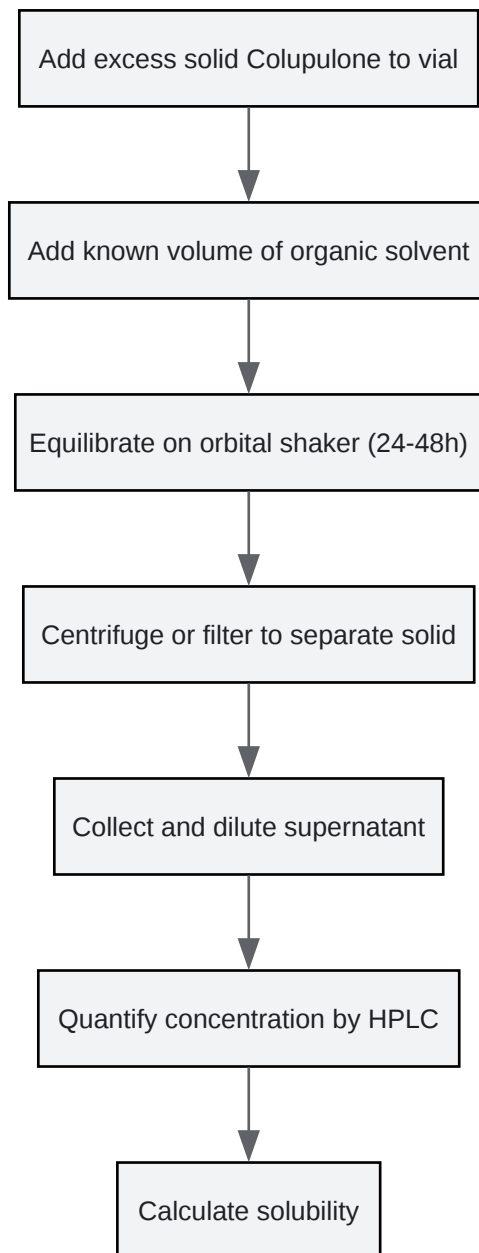 Add excess solid Colupulone to vial
Add known volume of organic solvent
Equilibrate on orbital shaker (24-48h)
Centrifuge or filter to separate solid
Collect and dilute supernatant
Quantify concentration by HPLC
Calculate solubility